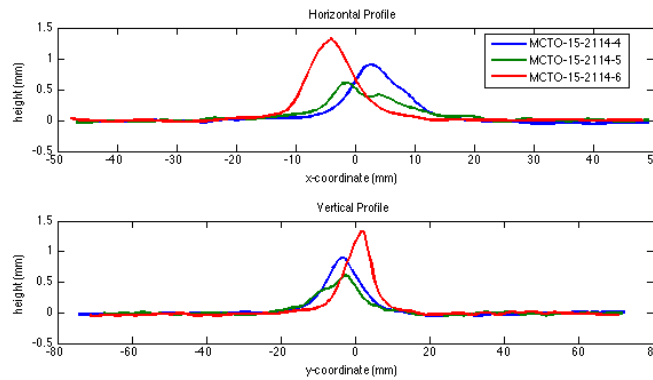 Horizontal Profile
1.5
1
0.5
0
-0.5
height (mm)
MCTO-15-2114-4
MCTO-15-2114-5
MCTO-15-2114-6
-50 -40 -30 -20 -10 0 10 20 30 40 5
x-coordinate (mm)
Vertical Profile
1.5
1
0.5
0
-0.5
height (mm)
-80 -60 -40 -20 0 20 40 60 8
y-coordinate (mm)